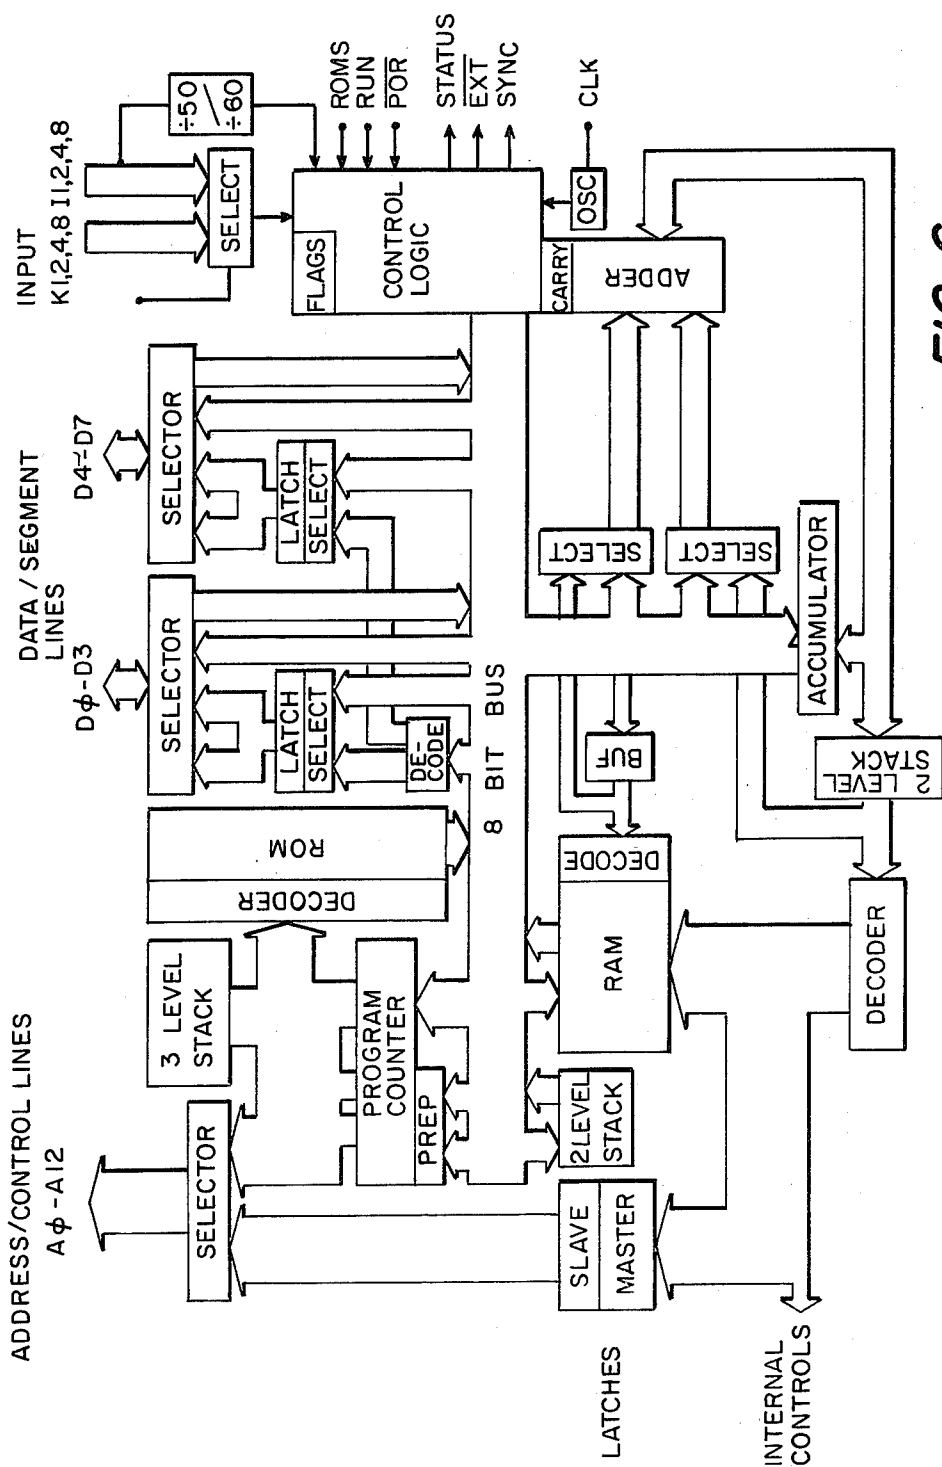 ADDRESS/CONTROL LINES
Aϕ-A12
DATA/SEGMENT
LINES
Dϕ-D3
D4-D7
INPUT
K1,2,4,8 I1,2,4,8
SELECTOR
3 LEVEL
STACK
DECODER
ROM
SELECTOR
SELECTOR
SELECT
÷50
/
÷60
LATCH
SELECT
LATCH
SELECT
DE-
CODE
PROGRAM
COUNTER
PREP
8 BIT BUS
FLAGS
CONTROL
LOGIC
ROMS
RUN
POR
STATUS
EXT
SYNC
OSC
CLK
CARRY
ADDER
LATCHES
SLAVE
MASTER
2 LEVEL
STACK
RAM
DECODE
BUF
SELECT
SELECT
ACCUMULATOR
INTERNAL
CONTROLS
DECODER
2 LEVEL
STACK